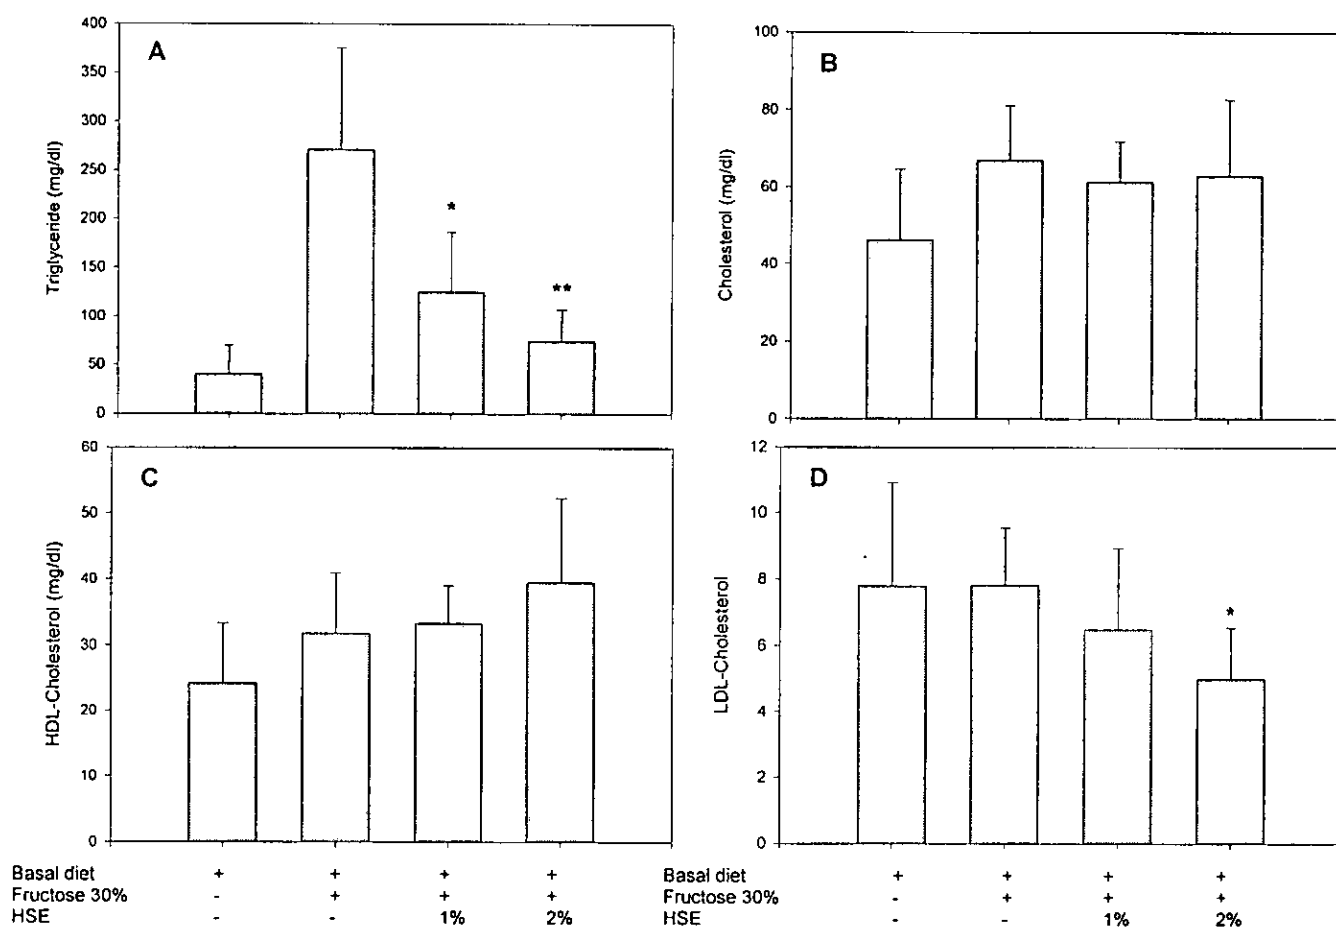 A
Triglyceride (mg/dl)
400
350
300
250
200
150
100
50
0
*
**
B
Cholesterol (mg/dl)
100
80
60
40
20
0
C
HDL-Cholesterol (mg/dl)
60
50
40
30
20
10
0
D
LDL-Cholesterol
12
10
8
6
4
2
0
*
Basal diet + + + +
Fructose 30% - + + +
HSE - - 1% 2%
Basal diet + + + +
Fructose 30% - + + +
HSE - - 1% 2%